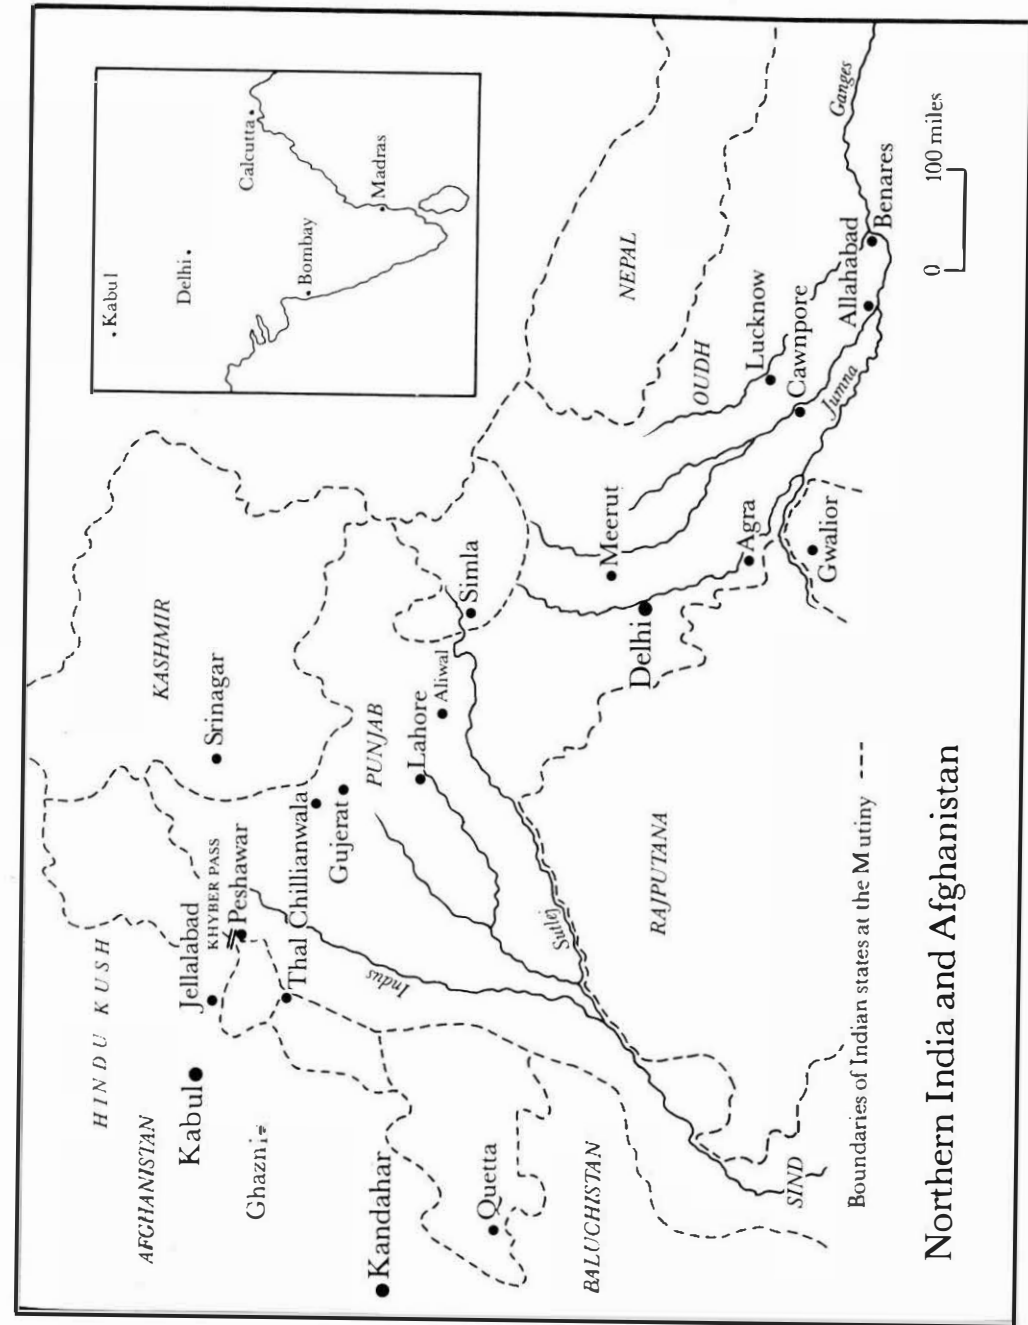 Kabul
Delhi
Calcutta
Bombay
Madras
HINDU KUSH
AFGHANISTAN
Kabul
Jellalabad
KHYBER PASS
Peshawar
KASHMIR
Srinagar
Ghazni
Thal
Chillianwala
Gujerat
PUNJAB
Lahore
Aliwal
Simla
Indus
Kandahar
Quetta
BALUCHISTAN
Sutlej
RAJPUTANA
SIND
Delhi
Meerut
Agra
Gwalior
NEPAL
OUDH
Lucknow
Cawnpore
Jumna
Allahabad
Benares
Ganges
0 100 miles
Boundaries of Indian states at the Mutiny
Northern India and Afghanistan